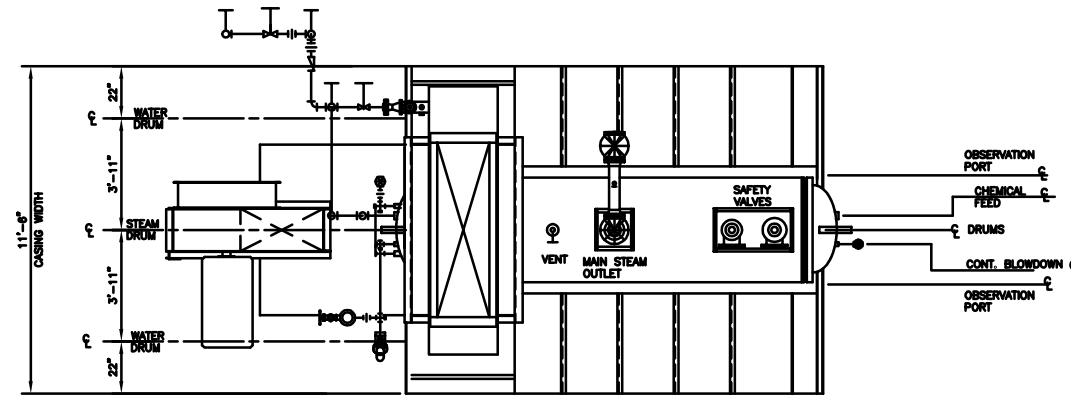 22"
℄ WATER
DRUM
3'-11"
11'-6"
CASING WIDTH
℄ STEAM
DRUM
3'-11"
℄ WATER
DRUM
22"
VENT
MAIN STEAM
OUTLET
SAFETY
VALVES
OBSERVATION
PORT ℄
CHEMICAL ℄
FEED
℄ DRUMS
CONT. BLOWDOWN
OBSERVATION ℄
PORT